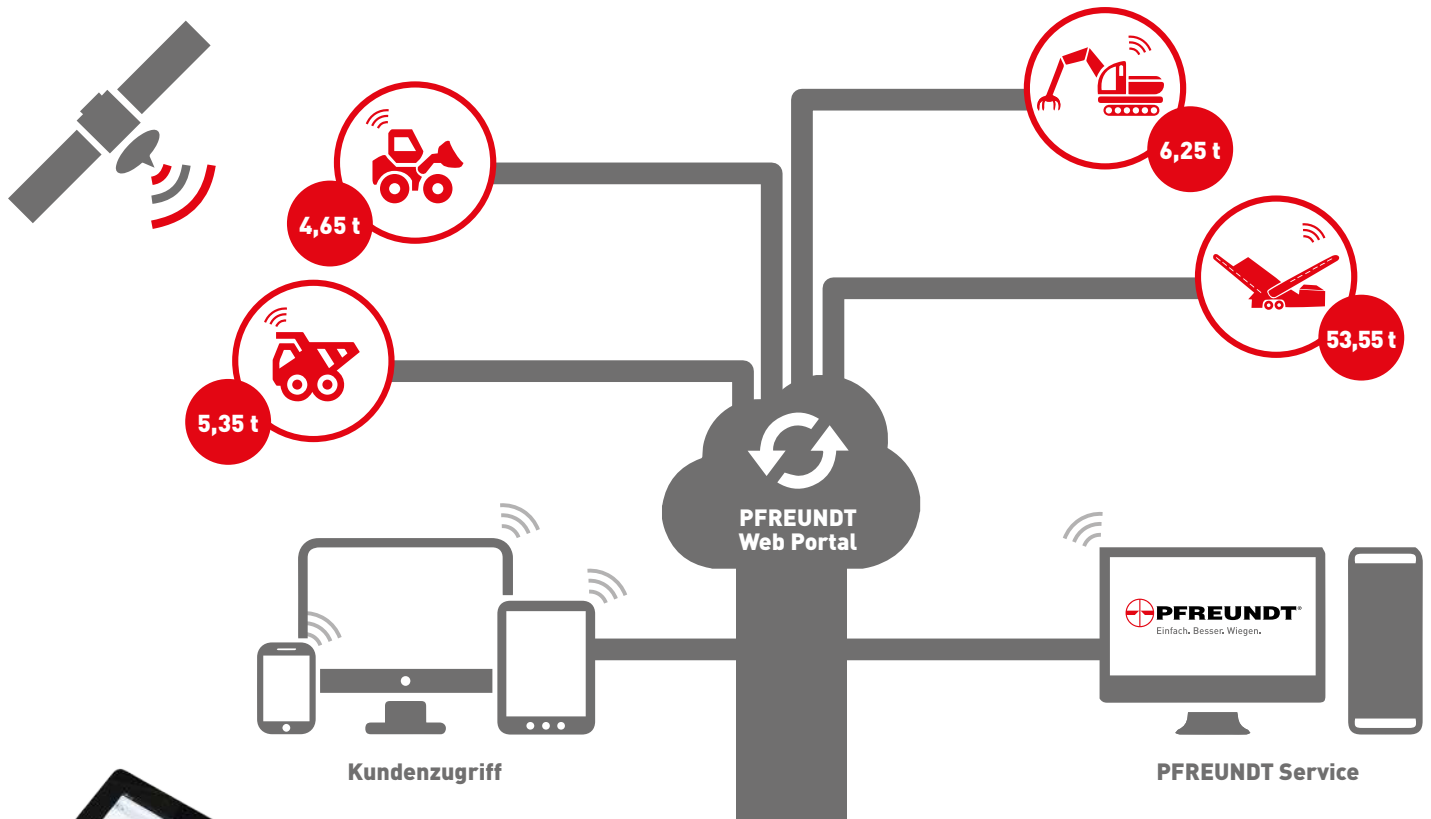 6,25 t
4,65 t
53,55 t
5,35 t
PFREUNDT
Web Portal
PFREUNDT®
Einfach. Besser. Wiegen.
Kundenzugriff
PFREUNDT Service